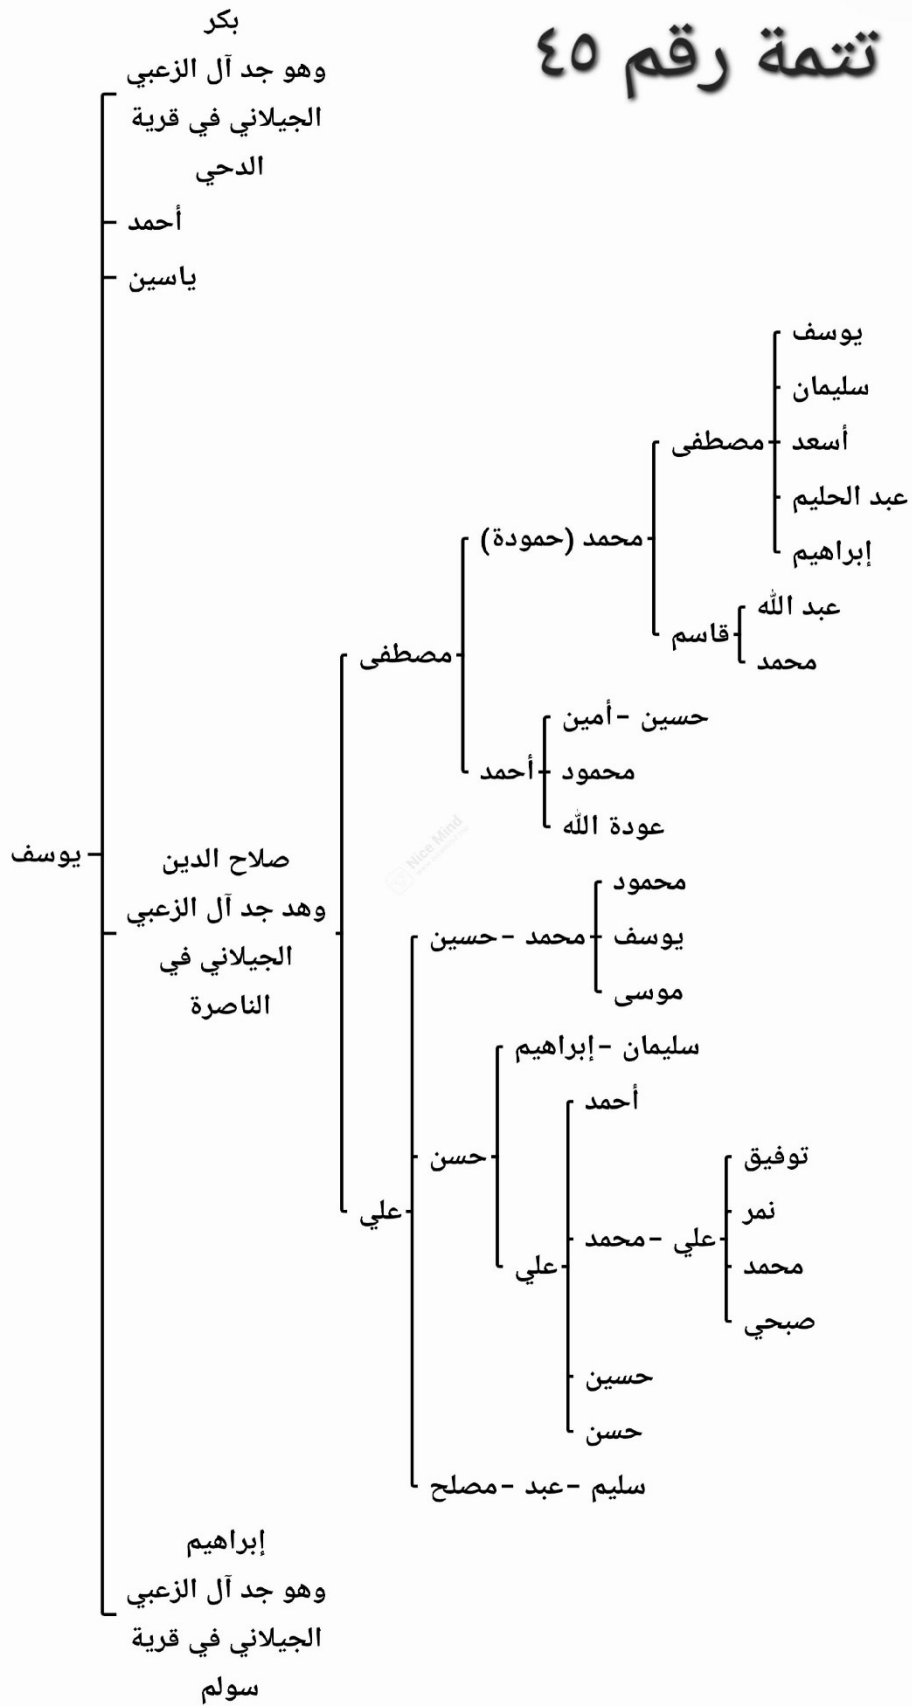 تتمة رقم ٤٥
بكر
وهو جد آل الزعبي
الجيلاني في قرية
الدحي
أحمد
ياسين
يوسف
سليمان
مصطفى
أسعد
عبد الحليم
محمد (حمودة)
إبراهيم
عبد الله
قاسم
مصطفى
محمد
حسين
أمين
أحمد
محمود
عودة الله
يوسف
صلاح الدين
وهد جد آل الزعبي
الجيلاني في
الناصرة
محمود
حسين
محمد
يوسف
موسى
إبراهيم
سليمان
أحمد
حسن
توفيق
علي
نمر
محمد
علي
علي
محمد
صبحي
حسين
حسن
مصلح
عبد
سليم
إبراهيم
وهو جد آل الزعبي
الجيلاني في قرية
سولم
Nice Mind